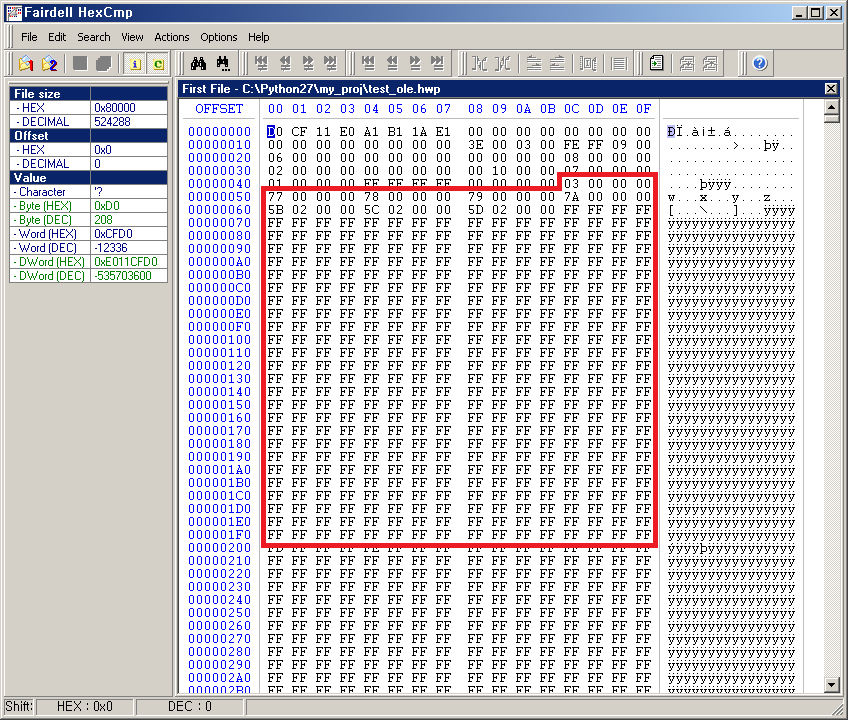 Fairdell HexCmp
File Edit Search View Actions Options Help
First File - C:\Python27\my_proj\test_ole.hwp
File size
- HEX 0x80000
- DECIMAL 524288
Offset
- HEX 0x0
- DECIMAL 0
Value
- Character '?
- Byte (HEX) 0xD0
- Byte (DEC) 208
- Word (HEX) 0xCFD0
- Word (DEC) -12336
- DWord (HEX) 0xE011CFD0
- DWord (DEC) -535703600
OFFSET 00 01 02 03 04 05 06 07 08 09 0A 0B 0C 0D 0E 0F
00000000 D0 CF 11 E0 A1 B1 1A E1 00 00 00 00 00 00 00 00 ÐÏ.ài±.á........
00000010 00 00 00 00 00 00 00 00 3E 00 03 00 FE FF 09 00 ........>...þÿ..
00000020 06 00 00 00 00 00 00 00 00 00 00 00 08 00 00 00 ................
00000030 02 00 00 00 00 00 00 00 00 10 00 00 00 00 00 ................
00000040 03 00 00 00 ....þÿÿÿ........
00000050 77 00 00 00 78 00 00 00 79 00 00 00 7A 00 00 00 w...x...y...z...
00000060 5B 02 00 00 5C 02 00 00 5D 02 00 00 FF FF FF FF [...\...]...ÿÿÿÿ
00000070 FF FF FF FF FF FF FF FF FF FF FF FF FF FF FF FF ÿÿÿÿÿÿÿÿÿÿÿÿÿÿÿÿ
00000080 FF FF FF FF FF FF FF FF FF FF FF FF FF FF FF FF ÿÿÿÿÿÿÿÿÿÿÿÿÿÿÿÿ
00000090 FF FF FF FF FF FF FF FF FF FF FF FF FF FF FF FF ÿÿÿÿÿÿÿÿÿÿÿÿÿÿÿÿ
000000A0 FF FF FF FF FF FF FF FF FF FF FF FF FF FF FF FF ÿÿÿÿÿÿÿÿÿÿÿÿÿÿÿÿ
000000B0 FF FF FF FF FF FF FF FF FF FF FF FF FF FF FF FF ÿÿÿÿÿÿÿÿÿÿÿÿÿÿÿÿ
000000C0 FF FF FF FF FF FF FF FF FF FF FF FF FF FF FF FF ÿÿÿÿÿÿÿÿÿÿÿÿÿÿÿÿ
000000D0 FF FF FF FF FF FF FF FF FF FF FF FF FF FF FF FF ÿÿÿÿÿÿÿÿÿÿÿÿÿÿÿÿ
000000E0 FF FF FF FF FF FF FF FF FF FF FF FF FF FF FF FF ÿÿÿÿÿÿÿÿÿÿÿÿÿÿÿÿ
000000F0 FF FF FF FF FF FF FF FF FF FF FF FF FF FF FF FF ÿÿÿÿÿÿÿÿÿÿÿÿÿÿÿÿ
00000100 FF FF FF FF FF FF FF FF FF FF FF FF FF FF FF FF ÿÿÿÿÿÿÿÿÿÿÿÿÿÿÿÿ
00000110 FF FF FF FF FF FF FF FF FF FF FF FF FF FF FF FF ÿÿÿÿÿÿÿÿÿÿÿÿÿÿÿÿ
00000120 FF FF FF FF FF FF FF FF FF FF FF FF FF FF FF FF ÿÿÿÿÿÿÿÿÿÿÿÿÿÿÿÿ
00000130 FF FF FF FF FF FF FF FF FF FF FF FF FF FF FF FF ÿÿÿÿÿÿÿÿÿÿÿÿÿÿÿÿ
00000140 FF FF FF FF FF FF FF FF FF FF FF FF FF FF FF FF ÿÿÿÿÿÿÿÿÿÿÿÿÿÿÿÿ
00000150 FF FF FF FF FF FF FF FF FF FF FF FF FF FF FF FF ÿÿÿÿÿÿÿÿÿÿÿÿÿÿÿÿ
00000160 FF FF FF FF FF FF FF FF FF FF FF FF FF FF FF FF ÿÿÿÿÿÿÿÿÿÿÿÿÿÿÿÿ
00000170 FF FF FF FF FF FF FF FF FF FF FF FF FF FF FF FF ÿÿÿÿÿÿÿÿÿÿÿÿÿÿÿÿ
00000180 FF FF FF FF FF FF FF FF FF FF FF FF FF FF FF FF ÿÿÿÿÿÿÿÿÿÿÿÿÿÿÿÿ
00000190 FF FF FF FF FF FF FF FF FF FF FF FF FF FF FF FF ÿÿÿÿÿÿÿÿÿÿÿÿÿÿÿÿ
000001A0 FF FF FF FF FF FF FF FF FF FF FF FF FF FF FF FF ÿÿÿÿÿÿÿÿÿÿÿÿÿÿÿÿ
000001B0 FF FF FF FF FF FF FF FF FF FF FF FF FF FF FF FF ÿÿÿÿÿÿÿÿÿÿÿÿÿÿÿÿ
000001C0 FF FF FF FF FF FF FF FF FF FF FF FF FF FF FF FF ÿÿÿÿÿÿÿÿÿÿÿÿÿÿÿÿ
000001D0 FF FF FF FF FF FF FF FF FF FF FF FF FF FF FF FF ÿÿÿÿÿÿÿÿÿÿÿÿÿÿÿÿ
000001E0 FF FF FF FF FF FF FF FF FF FF FF FF FF FF FF FF ÿÿÿÿÿÿÿÿÿÿÿÿÿÿÿÿ
000001F0 FF FF FF FF FF FF FF FF FF FF FF FF FF FF FF FF ÿÿÿÿÿÿÿÿÿÿÿÿÿÿÿÿ
00000200 ÿÿÿÿþÿÿÿÿÿÿÿÿÿÿÿ
00000210 FF FF FF FF FF FF FF FF FF FF FF FF FF FF FF FF ÿÿÿÿÿÿÿÿÿÿÿÿÿÿÿÿ
00000220 FF FF FF FF FF FF FF FF FF FF FF FF FF FF FF FF ÿÿÿÿÿÿÿÿÿÿÿÿÿÿÿÿ
00000230 FF FF FF FF FF FF FF FF FF FF FF FF FF FF FF FF ÿÿÿÿÿÿÿÿÿÿÿÿÿÿÿÿ
00000240 FF FF FF FF FF FF FF FF FF FF FF FF FF FF FF FF ÿÿÿÿÿÿÿÿÿÿÿÿÿÿÿÿ
00000250 FF FF FF FF FF FF FF FF FF FF FF FF FF FF FF FF ÿÿÿÿÿÿÿÿÿÿÿÿÿÿÿÿ
00000260 FF FF FF FF FF FF FF FF FF FF FF FF FF FF FF FF ÿÿÿÿÿÿÿÿÿÿÿÿÿÿÿÿ
00000270 FF FF FF FF FF FF FF FF FF FF FF FF FF FF FF FF ÿÿÿÿÿÿÿÿÿÿÿÿÿÿÿÿ
00000280 FF FF FF FF FF FF FF FF FF FF FF FF FF FF FF FF ÿÿÿÿÿÿÿÿÿÿÿÿÿÿÿÿ
00000290 FF FF FF FF FF FF FF FF FF FF FF FF FF FF FF FF ÿÿÿÿÿÿÿÿÿÿÿÿÿÿÿÿ
000002A0 FF FF FF FF FF FF FF FF FF FF FF FF FF FF FF FF ÿÿÿÿÿÿÿÿÿÿÿÿÿÿÿÿ
000002B0 FF FF FF FF FF FF FF FF FF FF FF FF FF FF FF FF ÿÿÿÿÿÿÿÿÿÿÿÿÿÿÿÿ
Shift: HEX : 0x0 DEC : 0